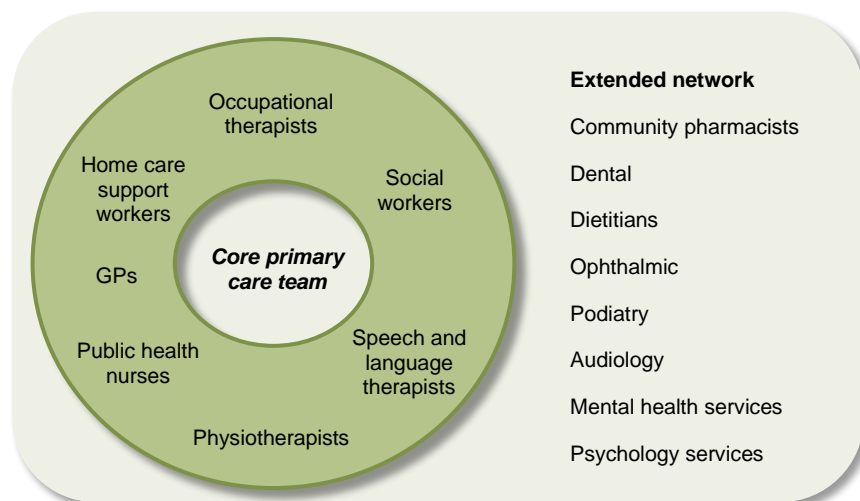 Occupational
therapists
Home care
support
workers
Social
workers
Core primary
care team
GPs
Public health
nurses
Speech and
language
therapists
Physiotherapists
Extended network
Community pharmacists
Dental
Dietitians
Ophthalmic
Podiatry
Audiology
Mental health services
Psychology services